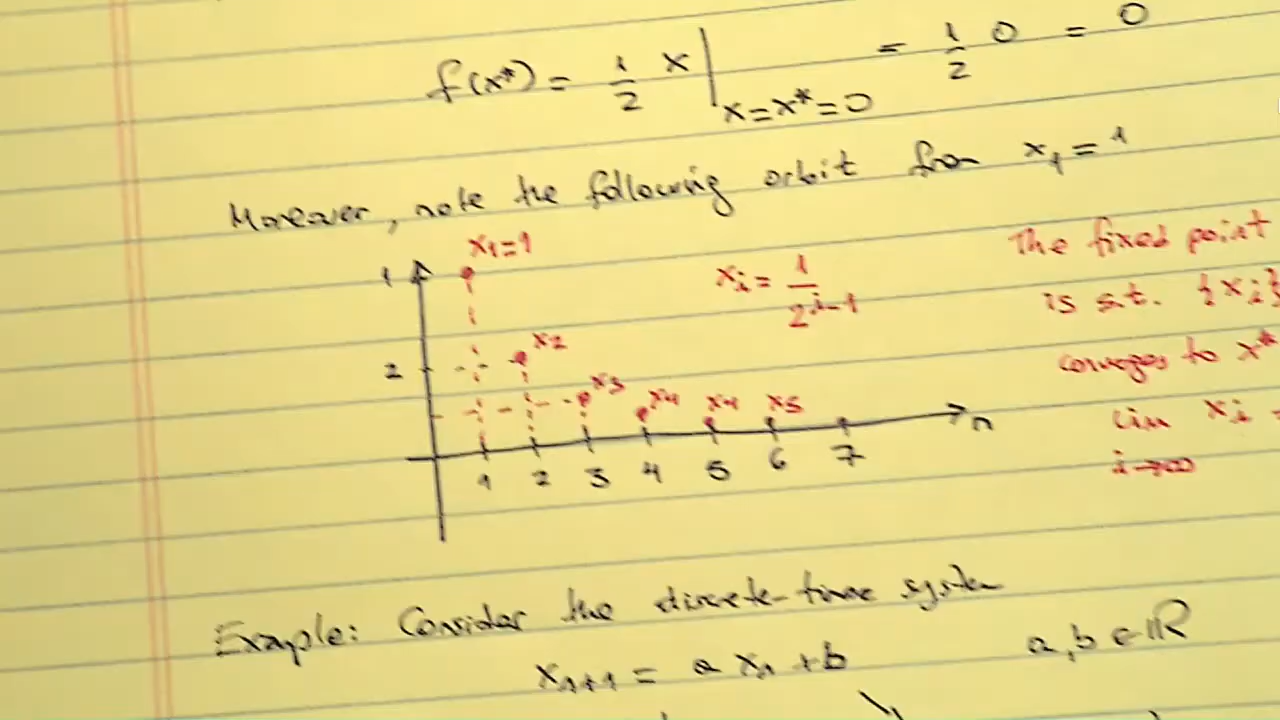 f(x*) = 1/2 x | x=x*=0 = 1/2 0 = 0
Moreover, note the following orbit from x₁ = 1
x₁=1
1
xᵢ = 1/2^(i-1)
The fixed point
is s.t. {xᵢ}
converges to x*
lim xᵢ
i→∞
x2
2
x3
x4
x4
x5
n
1 2 3 4 5 6 7
Example: Consider the discrete-time system
xₙ₊₁ = a xₙ + b a, b ∈ ℝ